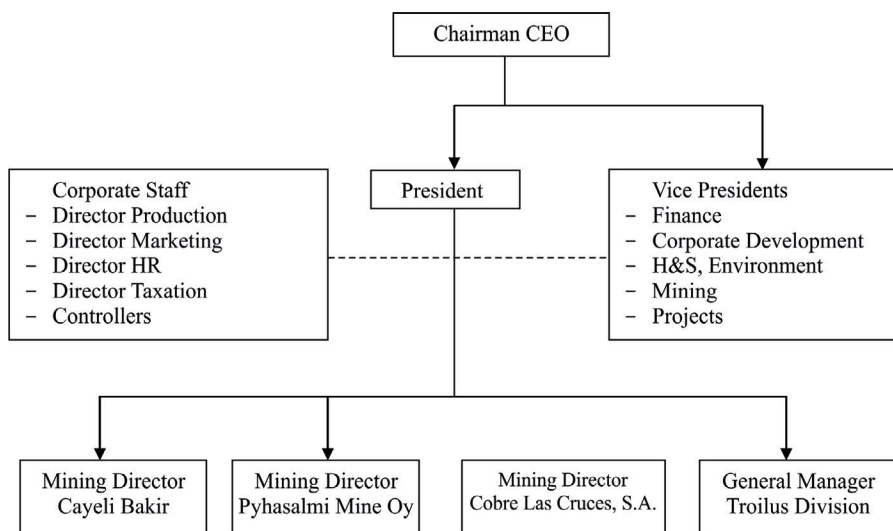 Chairman CEO
President
Corporate Staff
– Director Production
– Director Marketing
– Director HR
– Director Taxation
– Controllers
Vice Presidents
– Finance
– Corporate Development
– H&S, Environment
– Mining
– Projects
Mining Director
Cayeli Bakir
Mining Director
Pyhasalmi Mine Oy
Mining Director
Cobre Las Cruces, S.A.
General Manager
Troilus Division